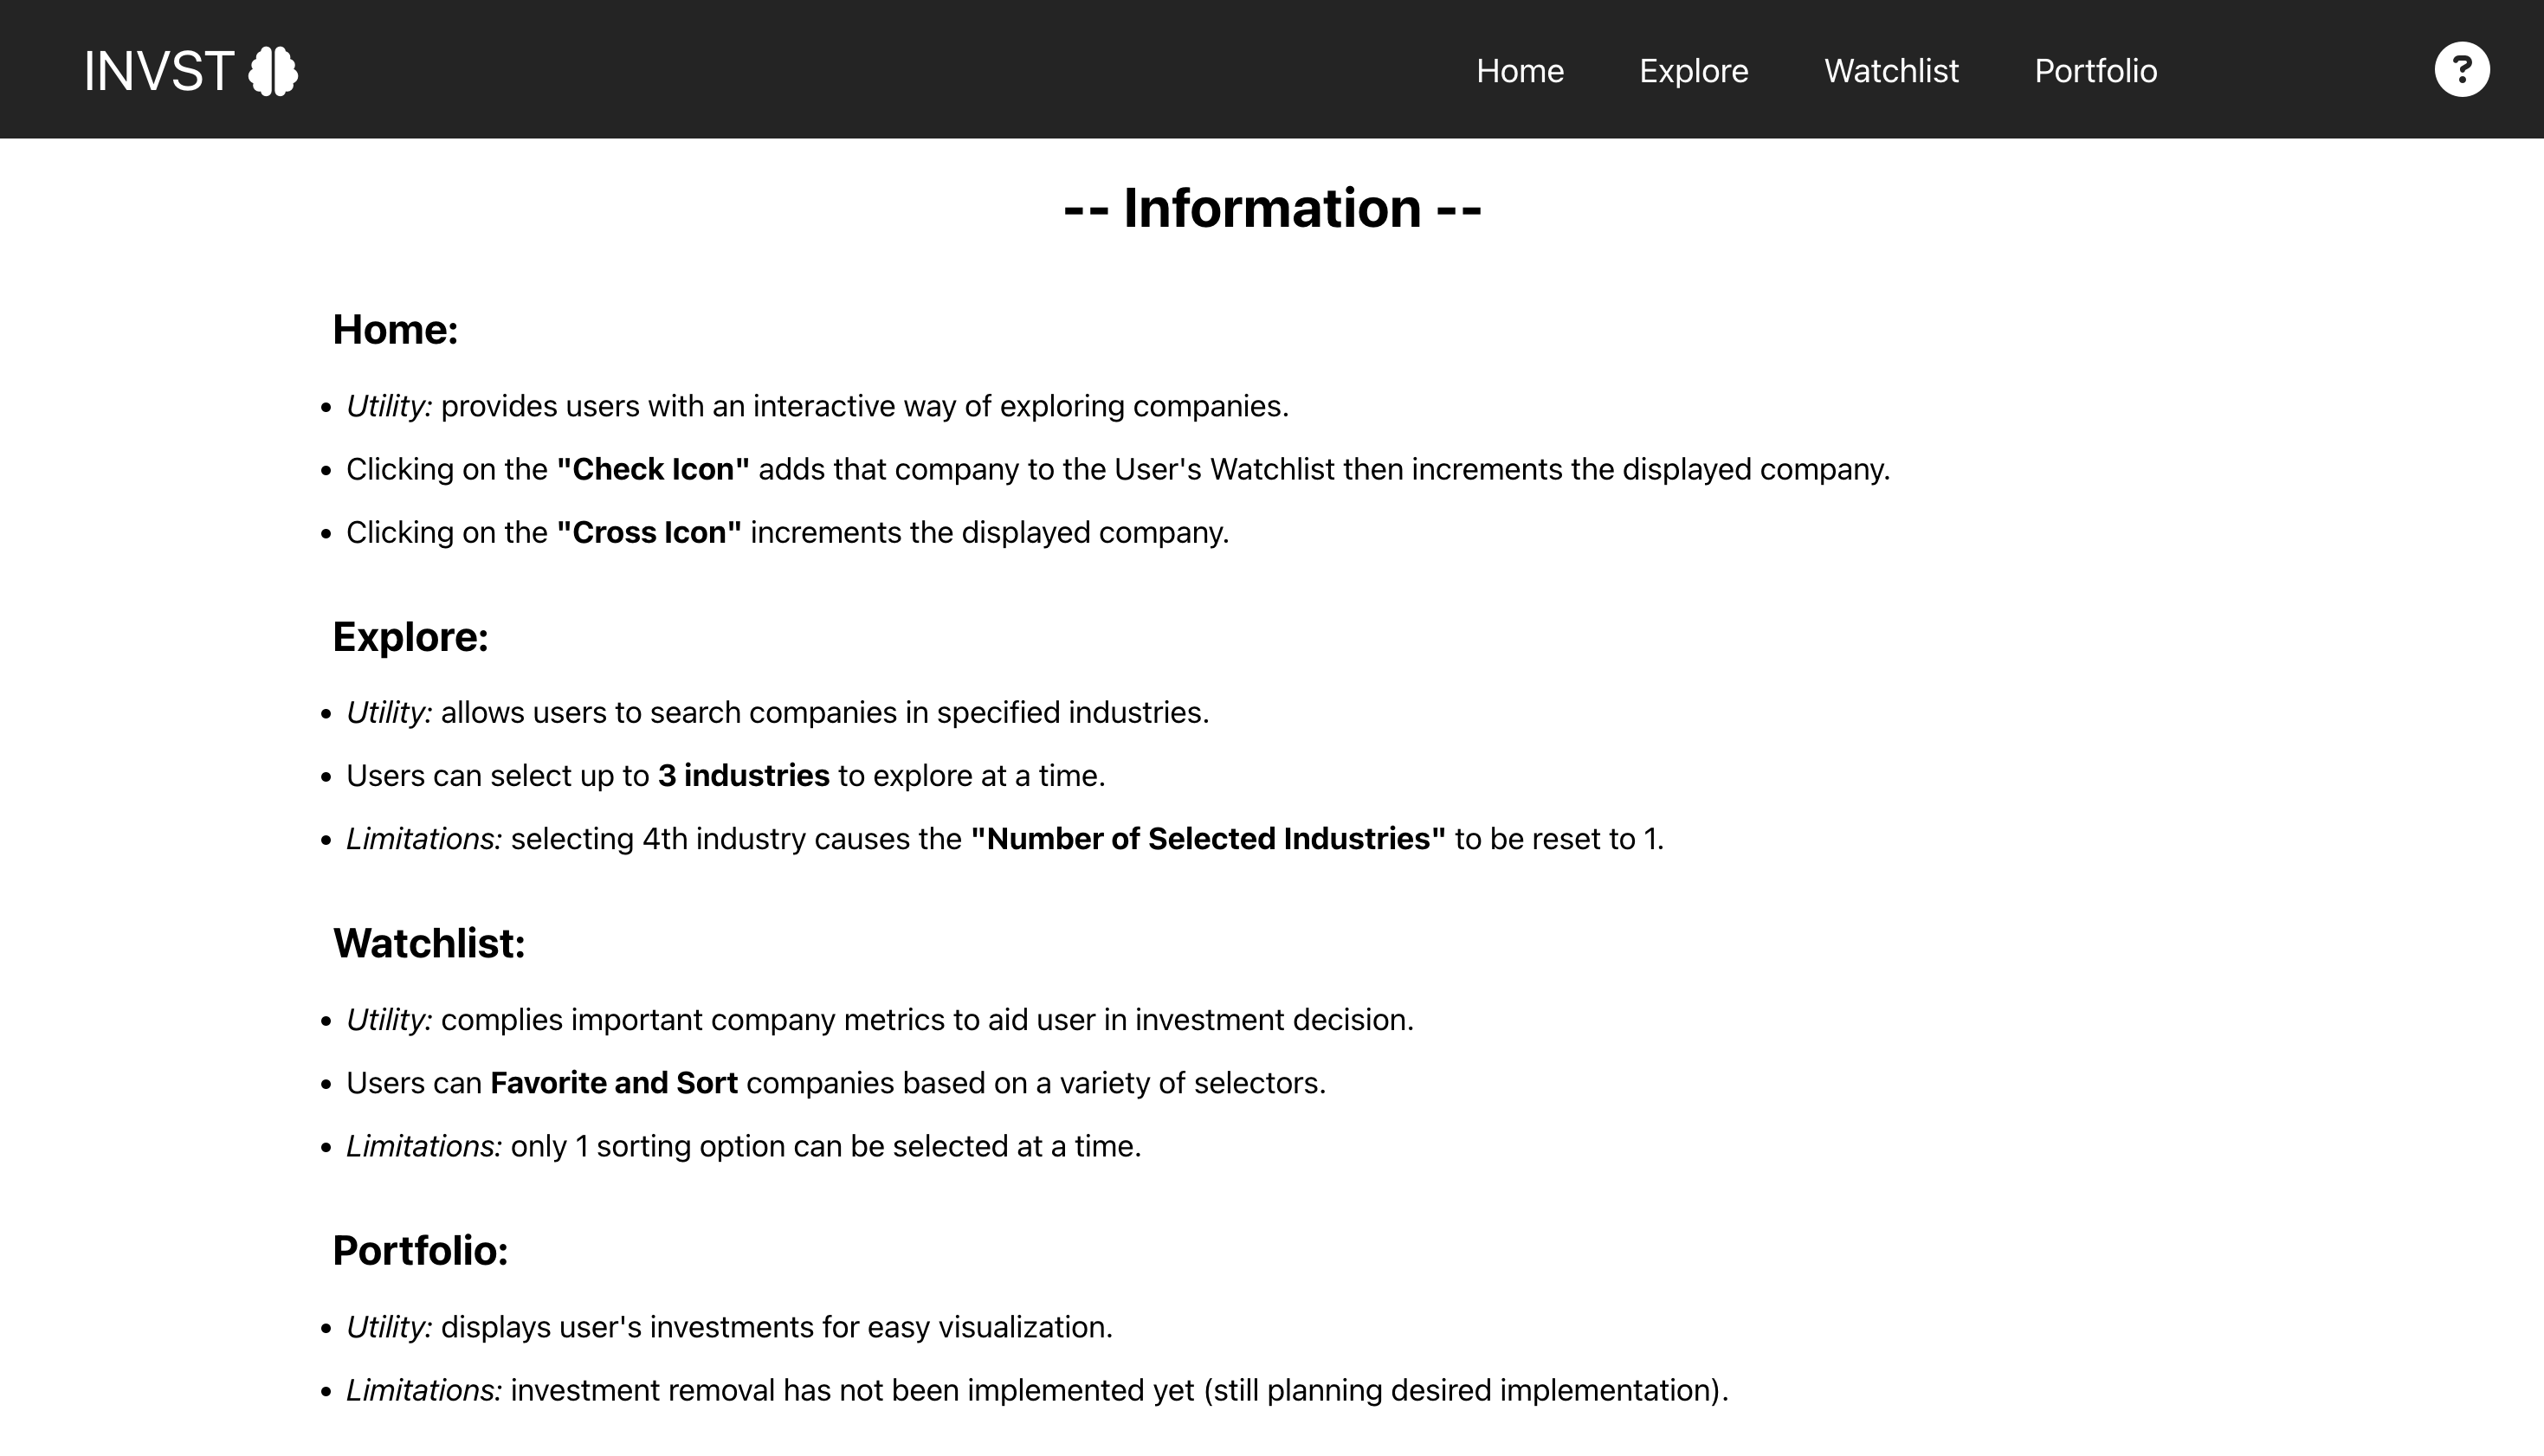 INVST
Home Explore Watchlist Portfolio ?
-- Information --
Home:
• Utility: provides users with an interactive way of exploring companies.
• Clicking on the "Check Icon" adds that company to the User's Watchlist then increments the displayed company.
• Clicking on the "Cross Icon" increments the displayed company.
Explore:
• Utility: allows users to search companies in specified industries.
• Users can select up to 3 industries to explore at a time.
• Limitations: selecting 4th industry causes the "Number of Selected Industries" to be reset to 1.
Watchlist:
• Utility: complies important company metrics to aid user in investment decision.
• Users can Favorite and Sort companies based on a variety of selectors.
• Limitations: only 1 sorting option can be selected at a time.
Portfolio:
• Utility: displays user's investments for easy visualization.
• Limitations: investment removal has not been implemented yet (still planning desired implementation).